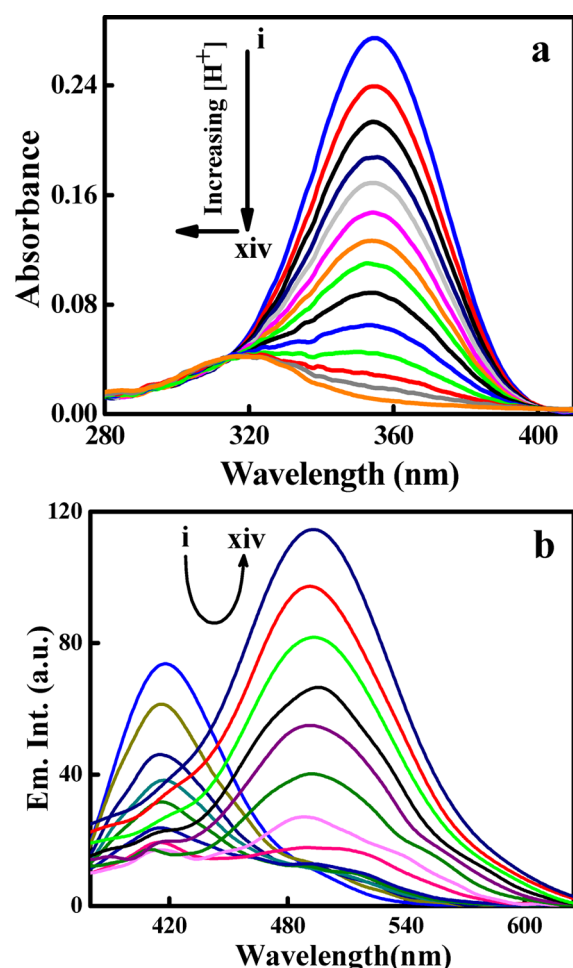 a
i
Increasing [H+]
xiv
Absorbance
0.24
0.16
0.08
0.00
280 320 360 400
Wavelength (nm)
b
i xiv
Em. Int. (a.u.)
120
80
40
0
420 480 540 600
Wavelength(nm)